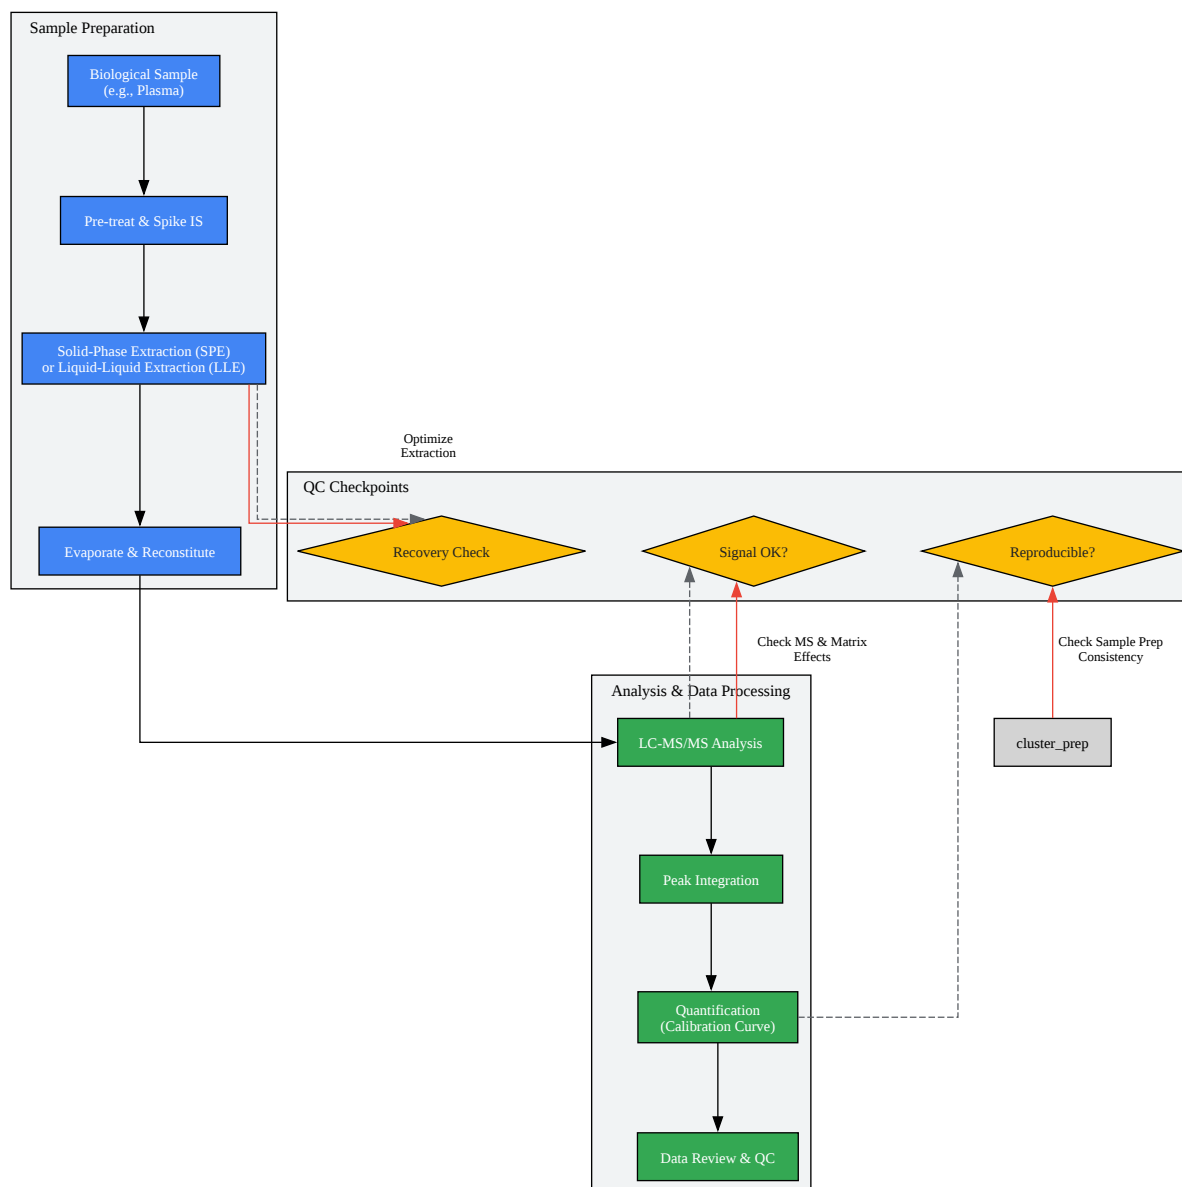 Sample Preparation
Biological Sample
(e.g., Plasma)
Pre-treat & Spike IS
Solid-Phase Extraction (SPE)
or Liquid-Liquid Extraction (LLE)
Evaporate & Reconstitute
Optimize
Extraction
QC Checkpoints
Recovery Check
Signal OK?
Reproducible?
Check MS & Matrix
Effects
Check Sample Prep
Consistency
Analysis & Data Processing
LC-MS/MS Analysis
cluster_prep
Peak Integration
Quantification
(Calibration Curve)
Data Review & QC